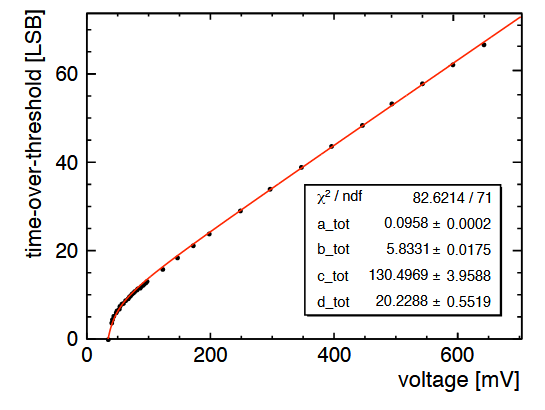 time-over-threshold [LSB]
60
40
20
0
χ² / ndf 82.6214 / 71
a_tot 0.0958 ± 0.0002
b_tot 5.8331 ± 0.0175
c_tot 130.4969 ± 3.9588
d_tot 20.2288 ± 0.5519
0 200 400 600
voltage [mV]